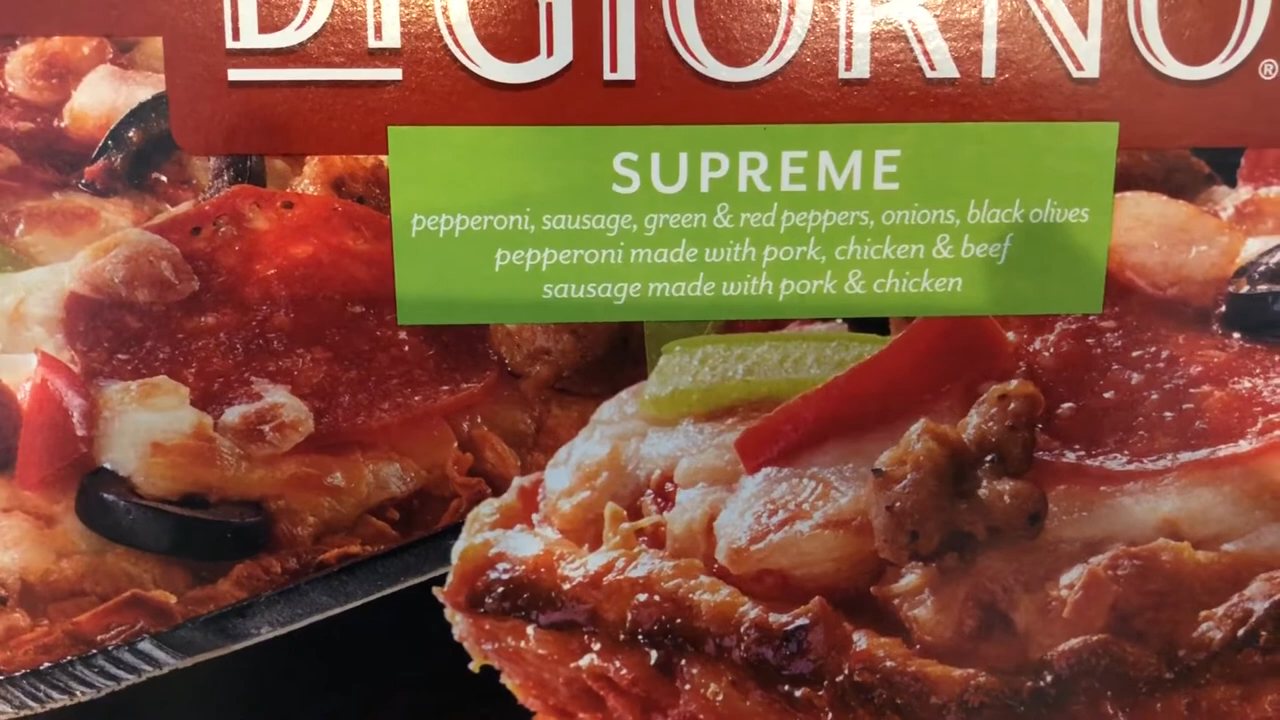 DIGIORNO®
SUPREME
pepperoni, sausage, green & red peppers, onions, black olives
pepperoni made with pork, chicken & beef
sausage made with pork & chicken